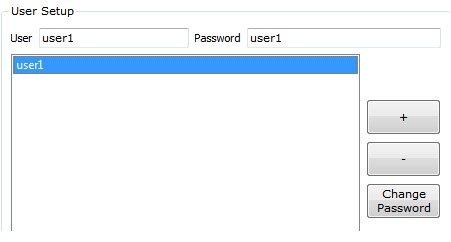 User Setup
User user1 Password user1
user1
+
-
Change
Password